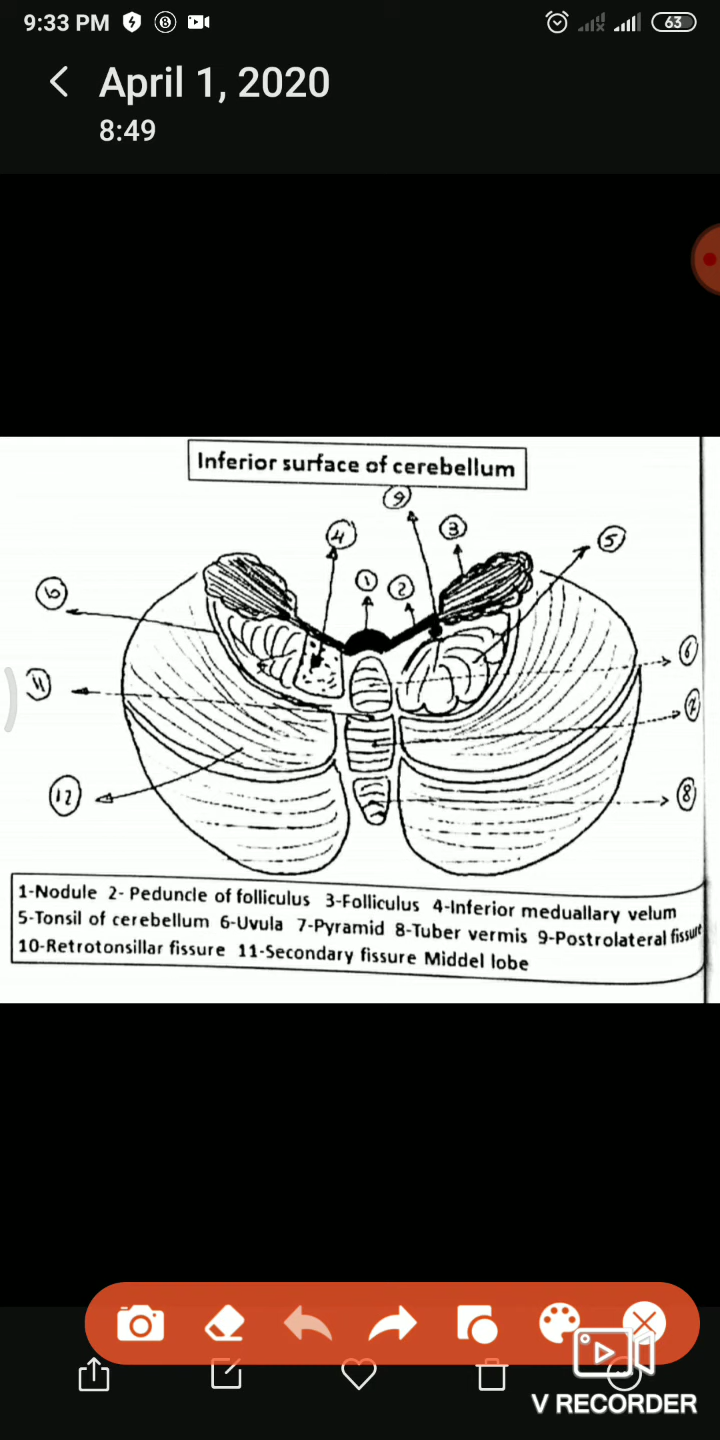 9:33 PM
63
April 1, 2020
8:49
Inferior surface of cerebellum
9
4
3
5
1
2
10
6
11
7
12
8
1-Nodule 2- Peduncle of folliculus 3-Folliculus 4-Inferior meduallary velum
5-Tonsil of cerebellum 6-Uvula 7-Pyramid 8-Tuber vermis 9-Postrolateral fissure
10-Retrotonsillar fissure 11-Secondary fissure Middel lobe
V RECORDER